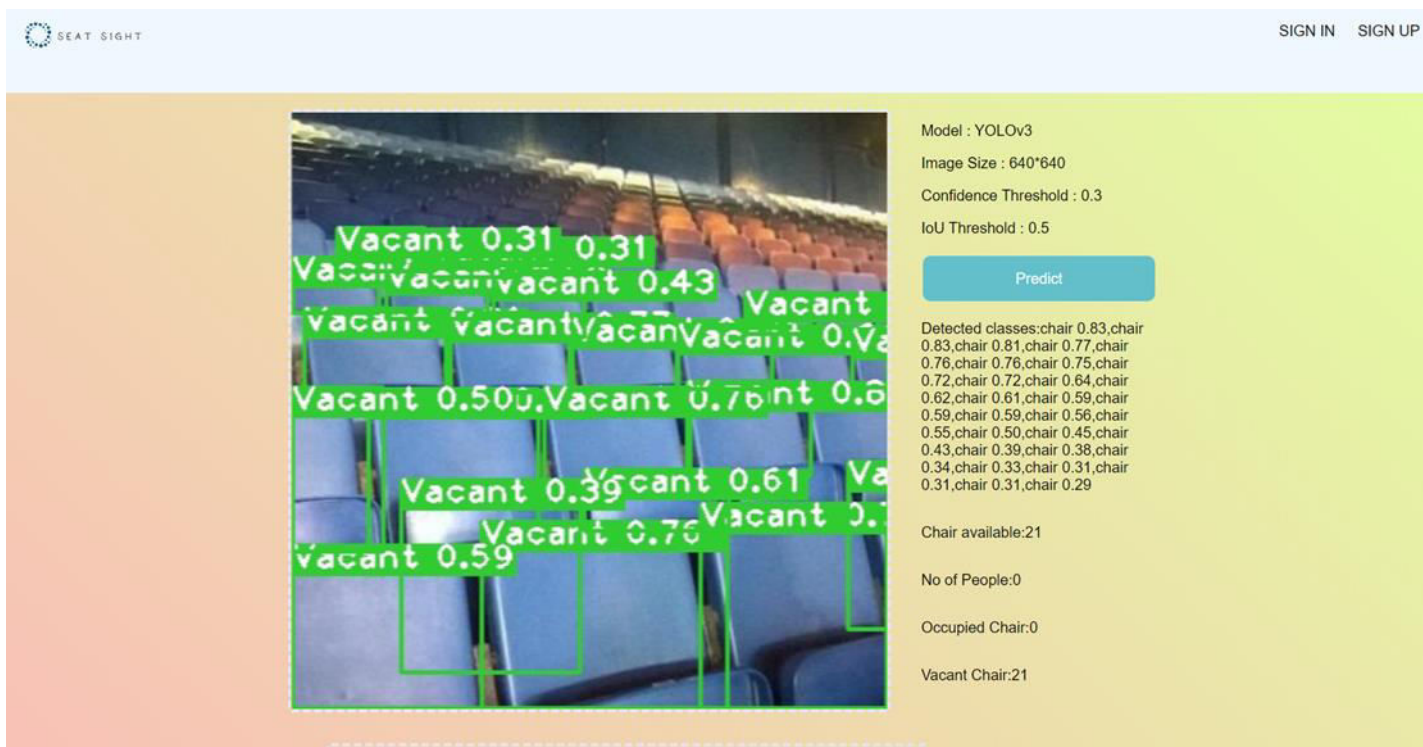 SEAT SIGHT
SIGN IN SIGN UP
Model : YOLOv3
Image Size : 640*640
Confidence Threshold : 0.3
IoU Threshold : 0.5
Predict
Detected classes:chair 0.83,chair
0.83,chair 0.81,chair 0.77,chair
0.76,chair 0.76,chair 0.75,chair
0.72,chair 0.72,chair 0.64,chair
0.62,chair 0.61,chair 0.59,chair
0.59,chair 0.59,chair 0.56,chair
0.55,chair 0.50,chair 0.45,chair
0.43,chair 0.39,chair 0.38,chair
0.34,chair 0.33,chair 0.31,chair
0.31,chair 0.31,chair 0.29
Chair available:21
No of People:0
Occupied Chair:0
Vacant Chair:21
Vacant 0.31 0.31
vacant 0.43
Vacant
Vacant Vacant Vacant
Vacant 0.50 Vacant 0.76
Vacant 0.39 0.61
Vacant
Vacant 0.76
Vacant 0.59